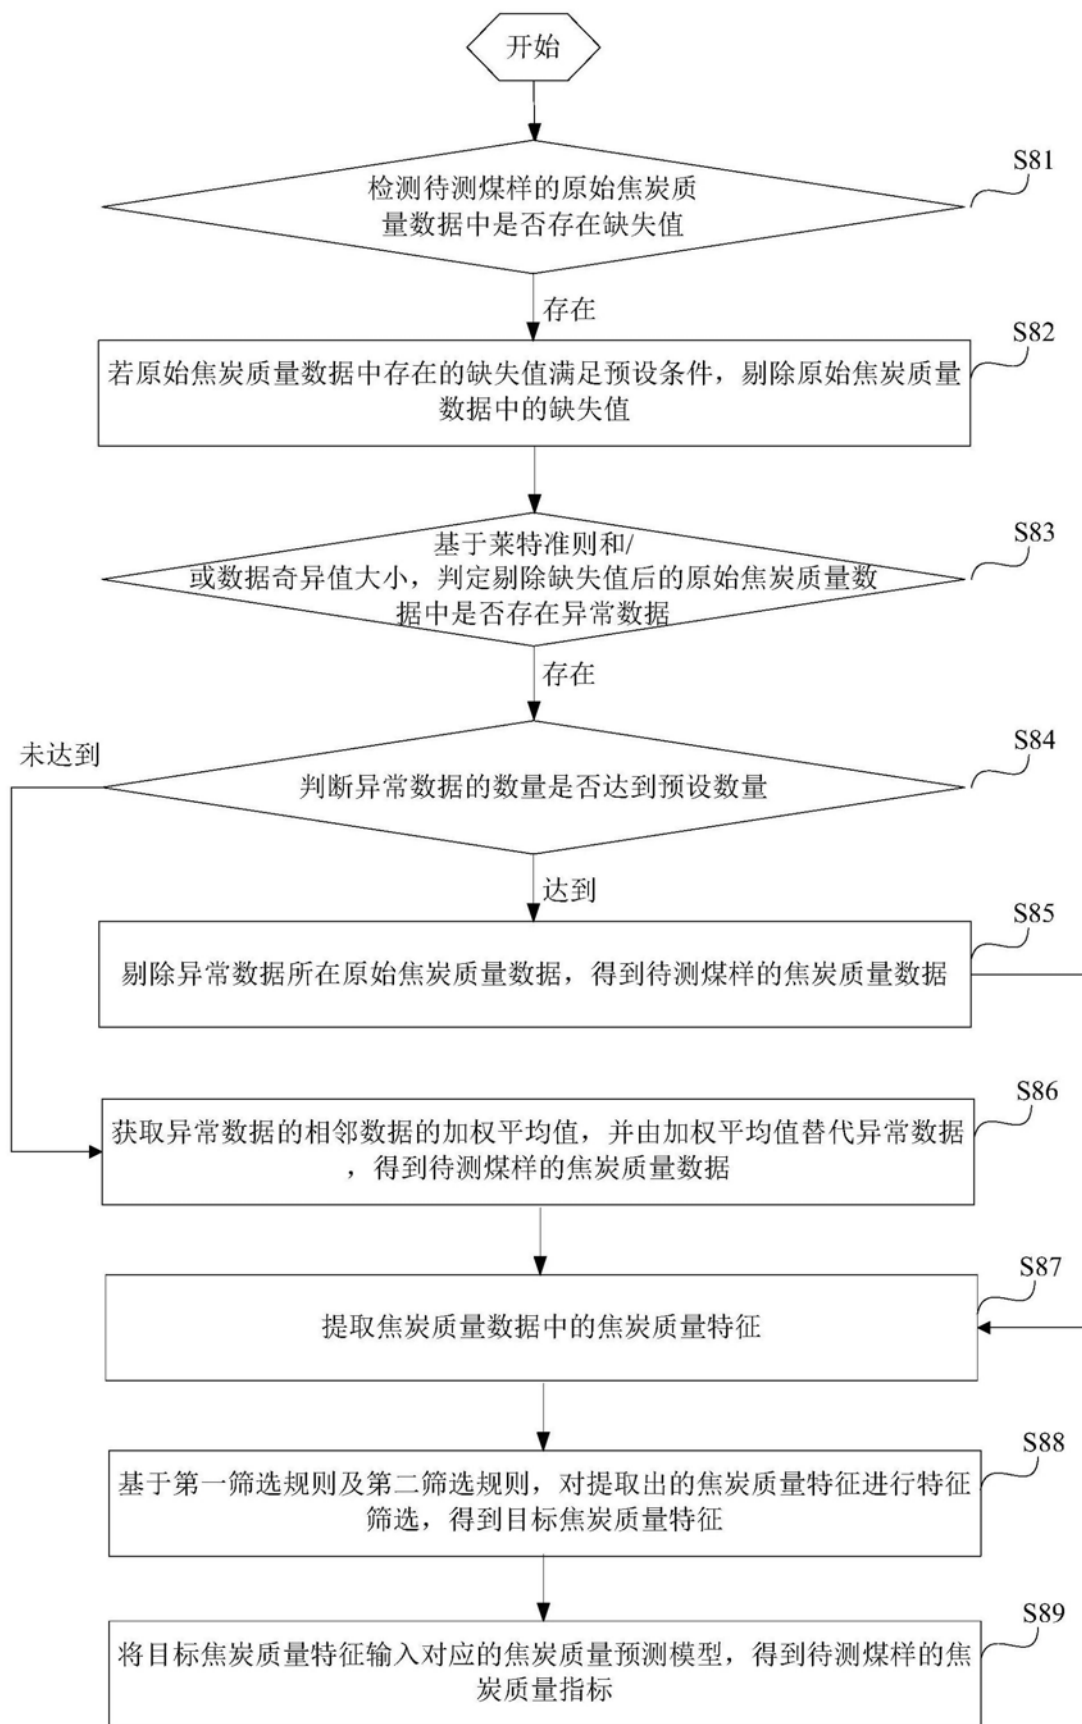 开始
S81
检测待测煤样的原始焦炭质
量数据中是否存在缺失值
存在
S82
若原始焦炭质量数据中存在的缺失值满足预设条件，剔除原始焦炭质量
数据中的缺失值
S83
基于莱特准则和/
或数据奇异值大小，判定剔除缺失值后的原始焦炭质量数
据中是否存在异常数据
存在
S84
未达到
判断异常数据的数量是否达到预设数量
达到
S85
剔除异常数据所在原始焦炭质量数据，得到待测煤样的焦炭质量数据
S86
获取异常数据的相邻数据的加权平均值，并由加权平均值替代异常数据
，得到待测煤样的焦炭质量数据
S87
提取焦炭质量数据中的焦炭质量特征
S88
基于第一筛选规则及第二筛选规则，对提取出的焦炭质量特征进行特征
筛选，得到目标焦炭质量特征
S89
将目标焦炭质量特征输入对应的焦炭质量预测模型，得到待测煤样的焦
炭质量指标